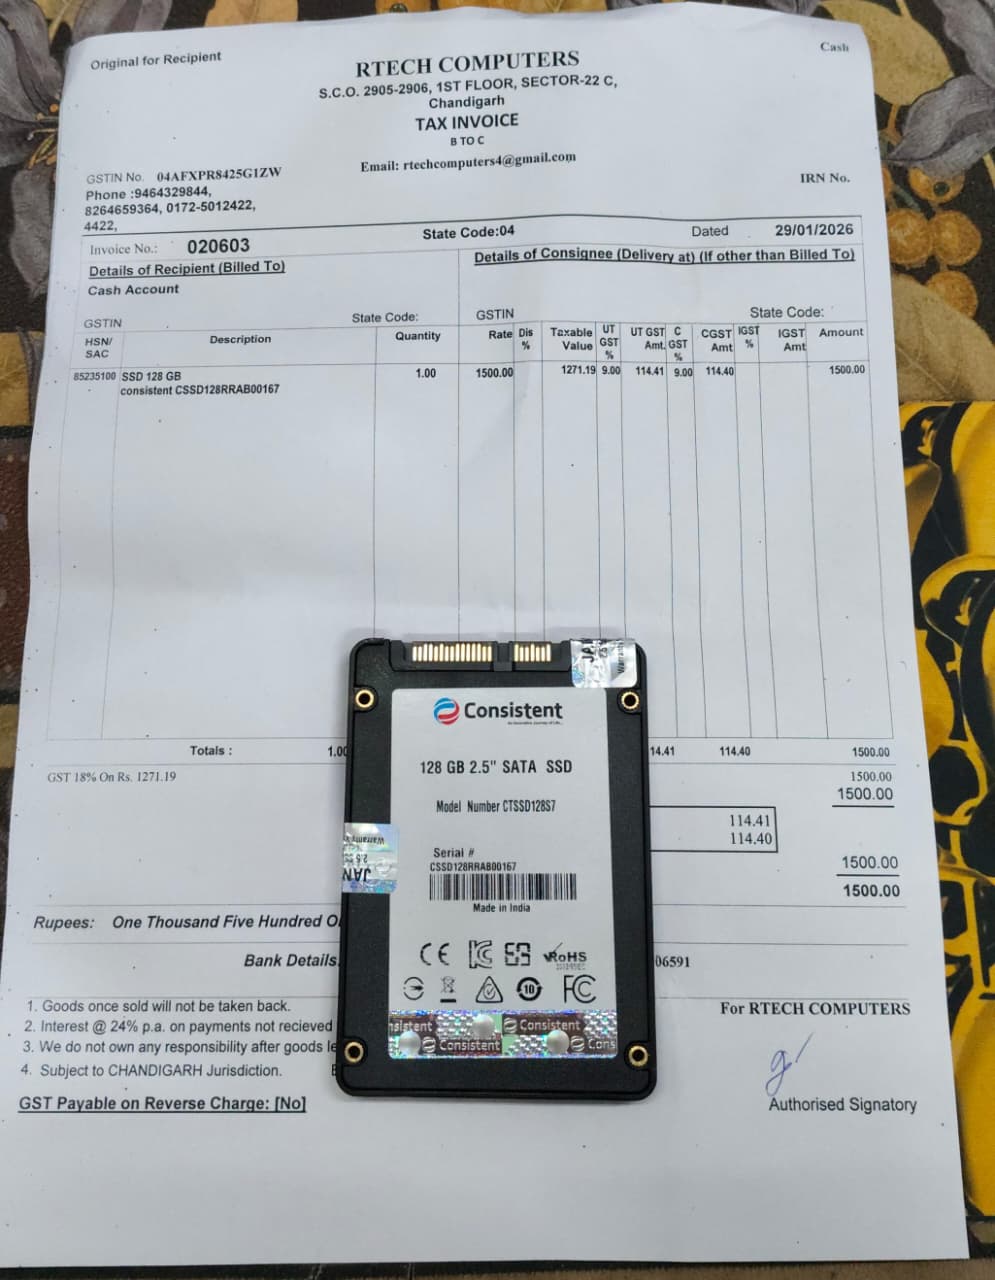 Original for Recipient
Cash
RTECH COMPUTERS
S.C.O. 2905-2906, 1ST FLOOR, SECTOR-22 C,
Chandigarh
TAX INVOICE
B TO C
Email: rtechcomputers4@gmail.com
GSTIN No. 04AFXPR8425G1ZW
IRN No.
Phone :9464329844,
8264659364, 0172-5012422,
4422,
Invoice No.: 020603
State Code:04
Dated 29/01/2026
Details of Recipient (Billed To)
Details of Consignee (Delivery at) (If other than Billed To)
Cash Account
GSTIN State Code: GSTIN State Code:
HSN/ SAC Description Quantity Rate Dis % Taxable Value UT GST % UT GST Amt. C GST % CGST Amt IGST % IGST Amt Amount
85235100 SSD 128 GB 1.00 1500.00 1271.19 9.00 114.41 9.00 114.40 1500.00
consistent CSSD128RRAB00167
Totals : 1.00 14.41 114.40 1500.00
GST 18% On Rs. 1271.19
1500.00
1500.00
114.41
114.40
1500.00
1500.00
Rupees: One Thousand Five Hundred
Bank Details 06591
1. Goods once sold will not be taken back.
2. Interest @ 24% p.a. on payments not recieved
3. We do not own any responsibility after goods
4. Subject to CHANDIGARH Jurisdiction.
GST Payable on Reverse Charge: [No]
For RTECH COMPUTERS
Authorised Signatory
Consistent
128 GB 2.5" SATA SSD
Model Number CTSSD128S7
Serial #
CSSD128RRAB00167
Made in India
CE
RoHS
10
FC
nsistent Consistent
Consistent Cons
JAN
Warranty